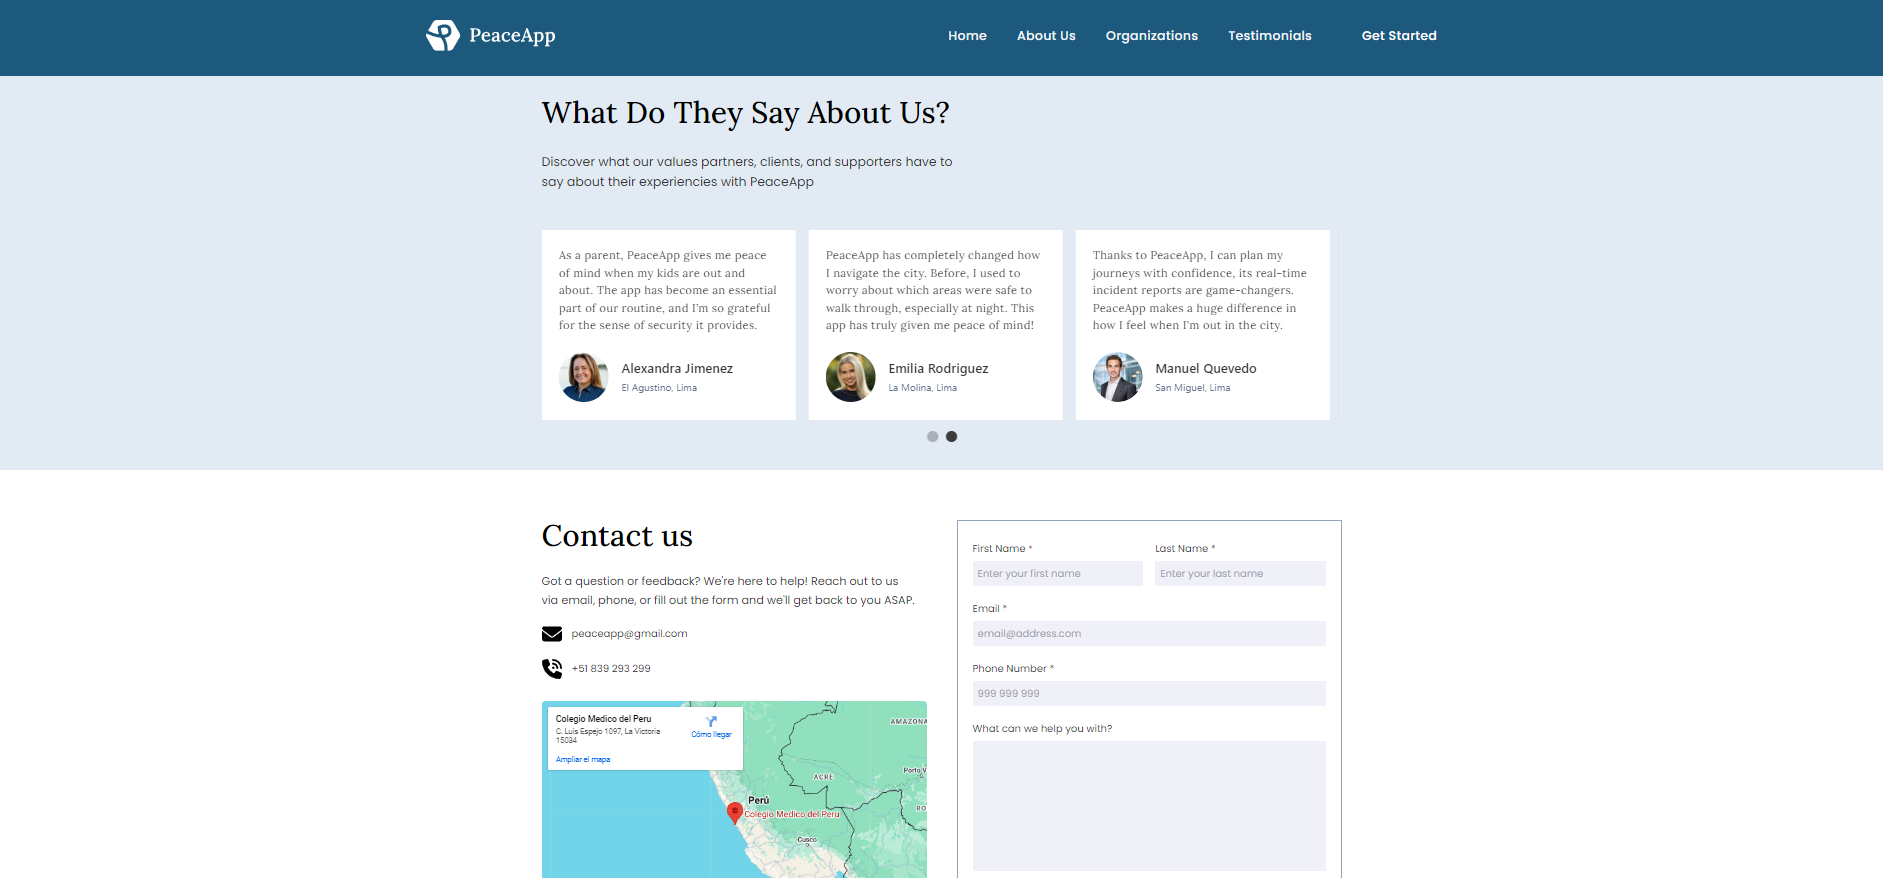 PeaceApp
Home
About Us
Organizations
Testimonials
Get Started
What Do They Say About Us?
Discover what our values partners, clients, and supporters have to
say about their experiencies with PeaceApp
As a parent, PeaceApp gives me peace
of mind when my kids are out and
about. The app has become an essential
part of our routine, and I'm so grateful
for the sense of security it provides.
Alexandra Jimenez
El Agustino, Lima
PeaceApp has completely changed how
I navigate the city. Before, I used to
worry about which areas were safe to
walk through, especially at night. This
app has truly given me peace of mind!
Emilia Rodriguez
La Molina, Lima
Thanks to PeaceApp, I can plan my
journeys with confidence, its real-time
incident reports are game-changers.
PeaceApp makes a huge difference in
how I feel when I'm out in the city.
Manuel Quevedo
San Miguel, Lima
Contact us
Got a question or feedback? We're here to help! Reach out to us
via email, phone, or fill out the form and we'll get back to you ASAP.
peaceapp@gmail.com
+51 839 293 299
Colegio Medico del Peru
C. Luis Espejo 1097, La Victoria
15034
Ampliar el mapa
Cómo llegar
AMAZONA
ACRE
Porto V
RO
Perú
Colegio Medico del Peru
Cusco
First Name *
Enter your first name
Last Name *
Enter your last name
Email *
email@address.com
Phone Number *
999 999 999
What can we help you with?